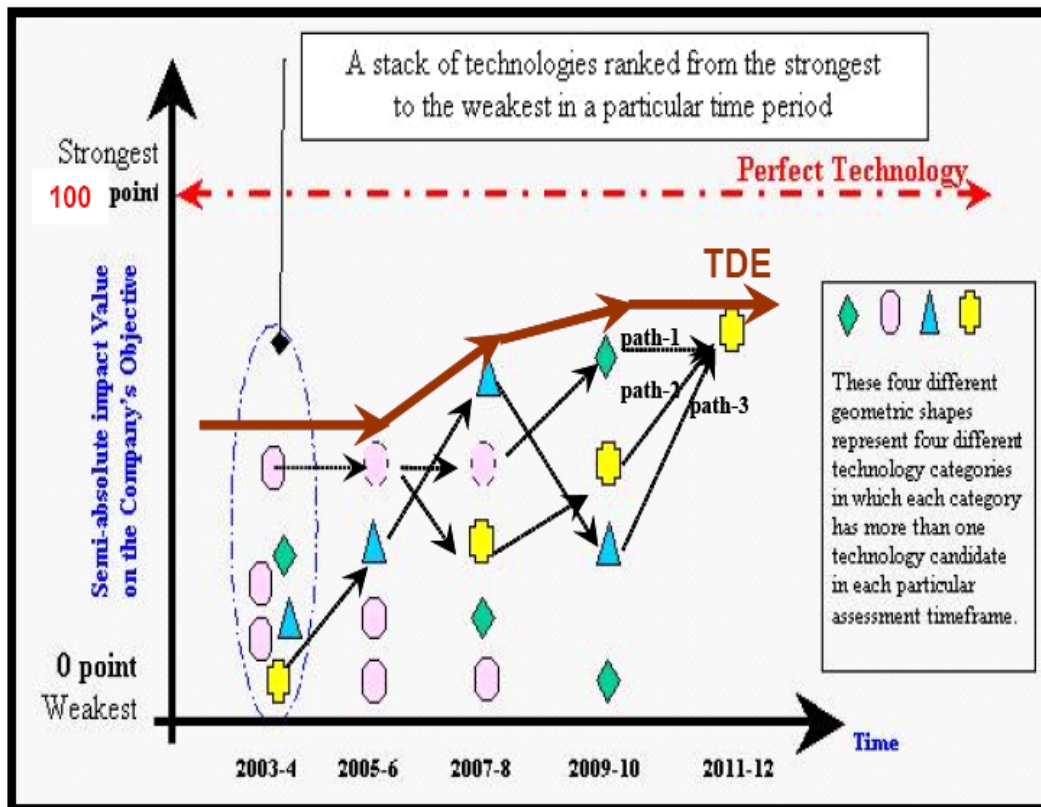 A stack of technologies ranked from the strongest
to the weakest in a particular time period
Strongest
100 point
Perfect Technology
Semi-absolute impact Value
on the Company's Objective
TDE
path-1
path-2
path-3
These four different
geometric shapes
represent four different
technology categories
in which each category
has more than one
technology candidate
in each particular
assessment timeframe.
0 point
Weakest
Time
2003-4 2005-6 2007-8 2009-10 2011-12